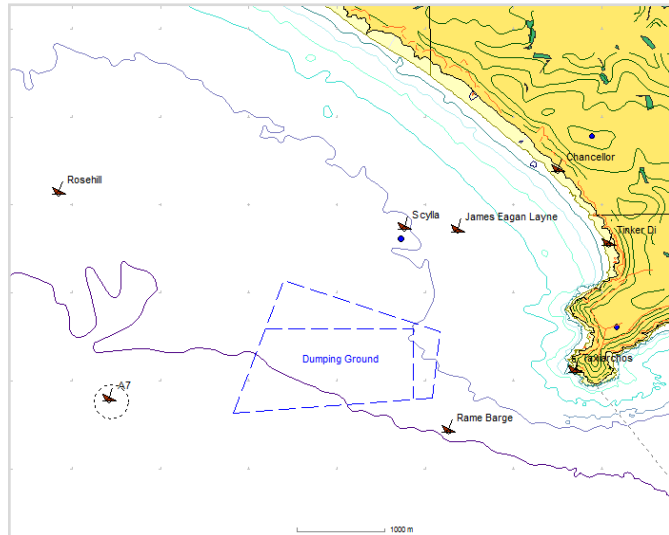 Chancellor
Rosehill
Scylla
James Eagan Layne
Tinker Di
Dumping Ground
A7
Rame Barge
1000 m